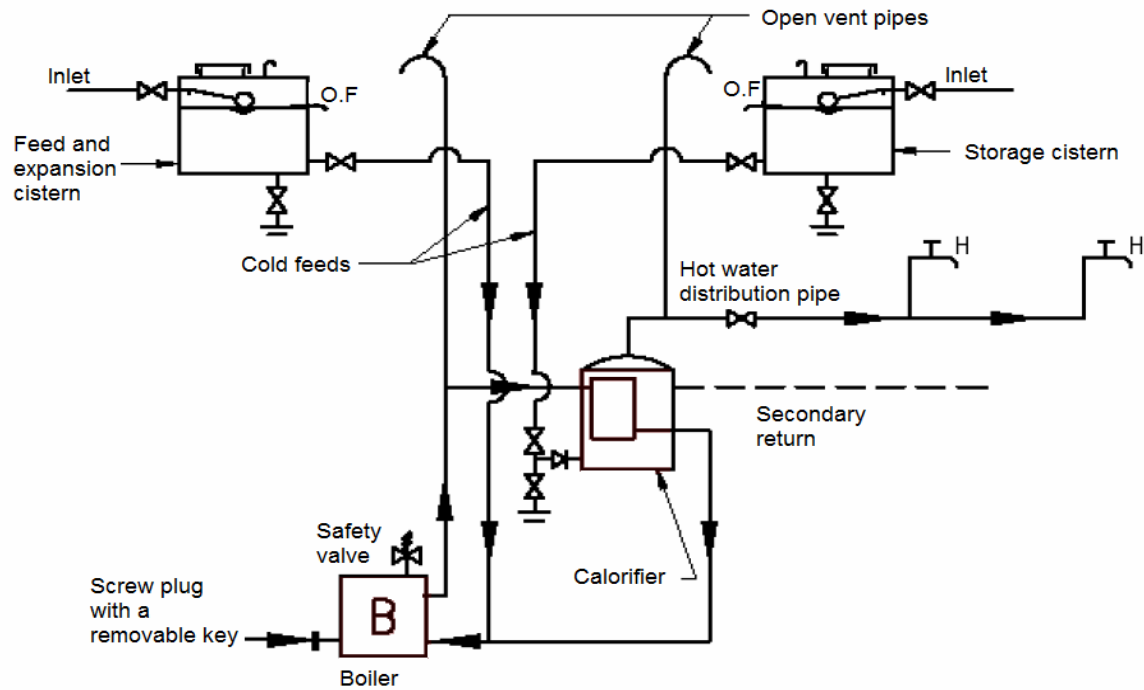 Open vent pipes
Inlet
O.F
O.F
Inlet
Feed and
expansion
cistern
Storage cistern
Cold feeds
Hot water
distribution pipe
H
H
Secondary
return
Safety
valve
Calorifier
Screw plug
with a
removable key
B
Boiler